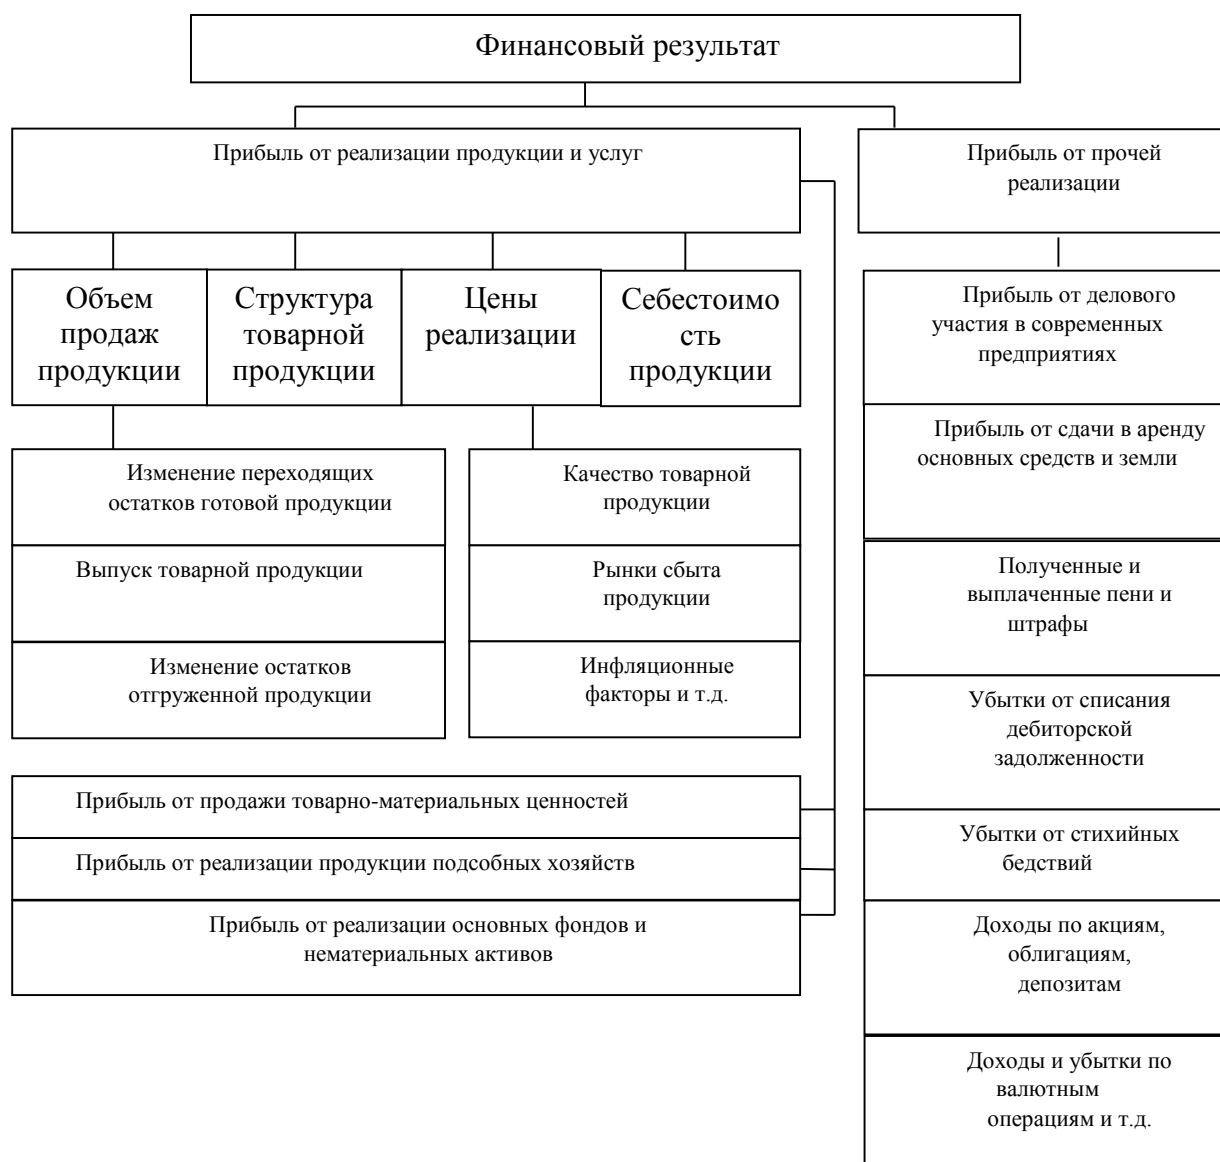 Финансовый результат
Прибыль от реализации продукции и услуг
Прибыль от прочей
реализации
Объем
продаж
продукции
Структура
товарной
продукции
Цены
реализации
Себестоимо
сть
продукции
Изменение переходящих
остатков готовой продукции
Выпуск товарной продукции
Изменение остатков
отгруженной продукции
Качество товарной
продукции
Рынки сбыта
продукции
Инфляционные
факторы и т.д.
Прибыль от продажи товарно-материальных ценностей
Прибыль от реализации продукции подсобных хозяйств
Прибыль от реализации основных фондов и
нематериальных активов
Прибыль от делового
участия в современных
предприятиях
Прибыль от сдачи в аренду
основных средств и земли
Полученные и
выплаченные пени и
штрафы
Убытки от списания
дебиторской
задолженности
Убытки от стихийных
бедствий
Доходы по акциям,
облигациям,
депозитам
Доходы и убытки по
валютным
операциям и т.д.